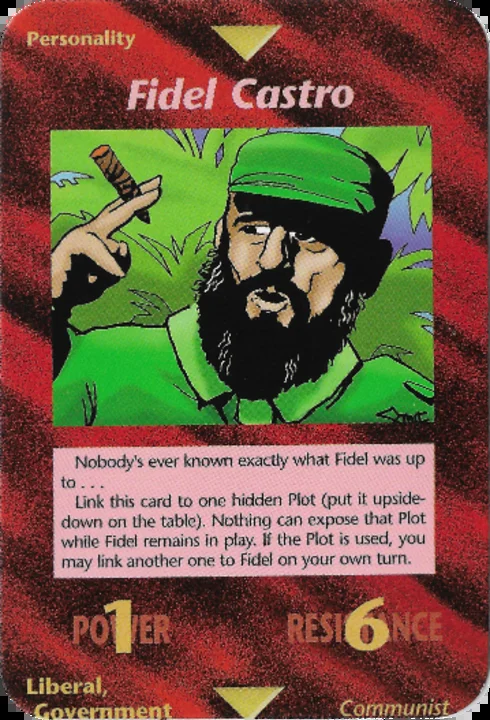 Personality
Fidel Castro
Nobody's ever known exactly what Fidel was up
to . . .
Link this card to one hidden Plot (put it upside-
down on the table). Nothing can expose that Plot
while Fidel remains in play. If the Plot is used, you
may link another one to Fidel on your own turn.
POWER 1
RESISTANCE 6
Liberal,
Government
Communist